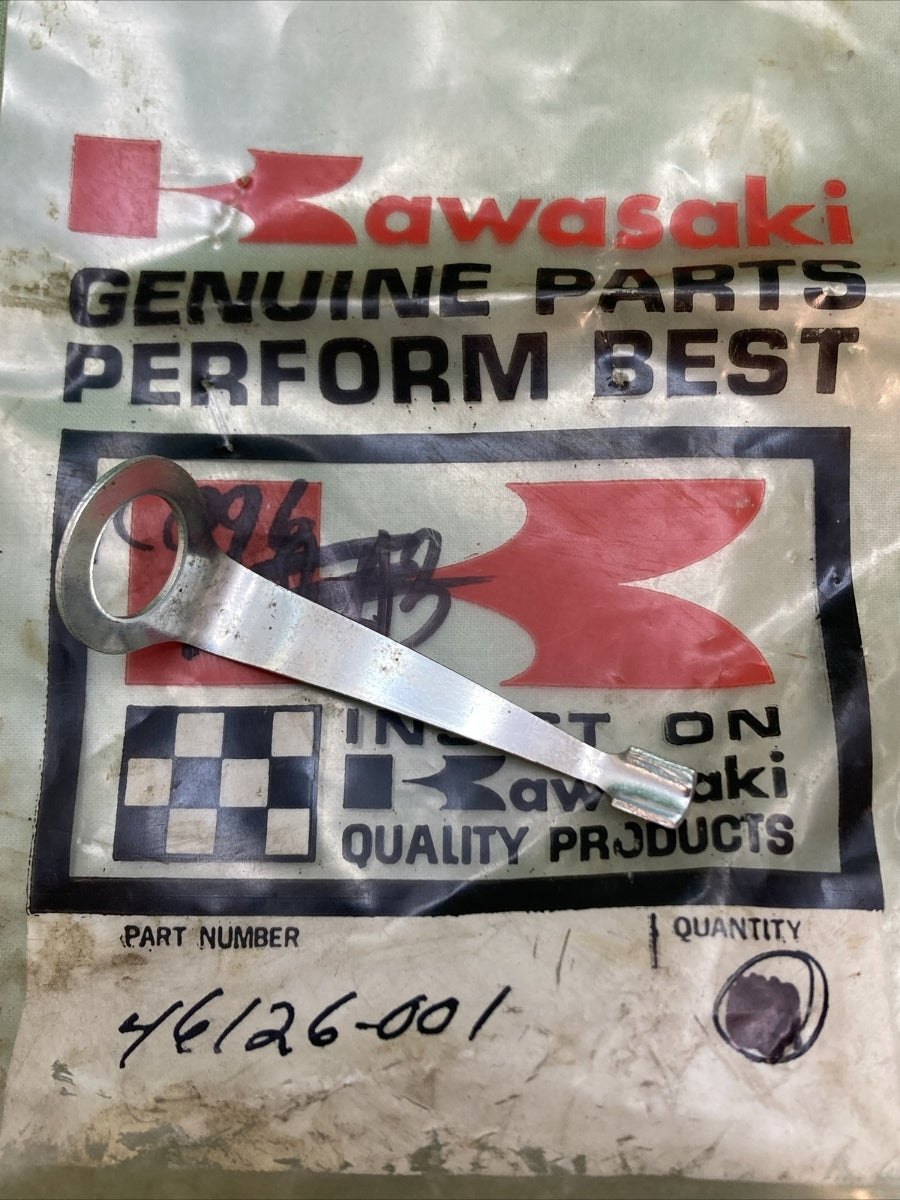 Kawasaki
GENUINE PARTS
PERFORM BEST
INSIST ON
Kawasaki
QUALITY PRODUCTS
PART NUMBER QUANTITY
46126-001